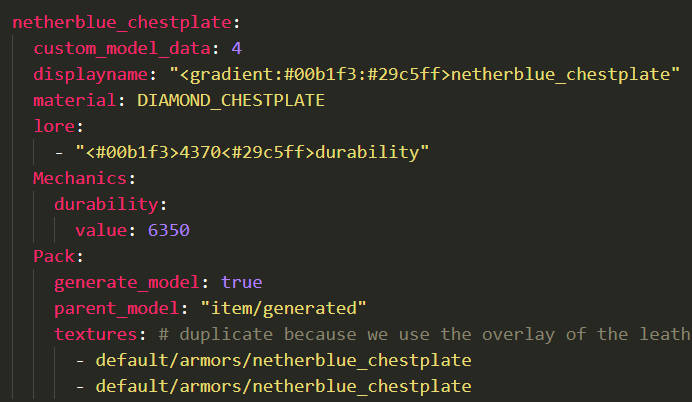 netherblue_chestplate:
custom_model_data: 4
displayname: "<gradient:#00b1f3:#29c5ff>netherblue_chestplate"
material: DIAMOND_CHESTPLATE
lore:
- "<#00b1f3>4370<#29c5ff>durability"
Mechanics:
durability:
value: 6350
Pack:
generate_model: true
parent_model: "item/generated"
textures: # duplicate because we use the overlay of the leath
- default/armors/netherblue_chestplate
- default/armors/netherblue_chestplate